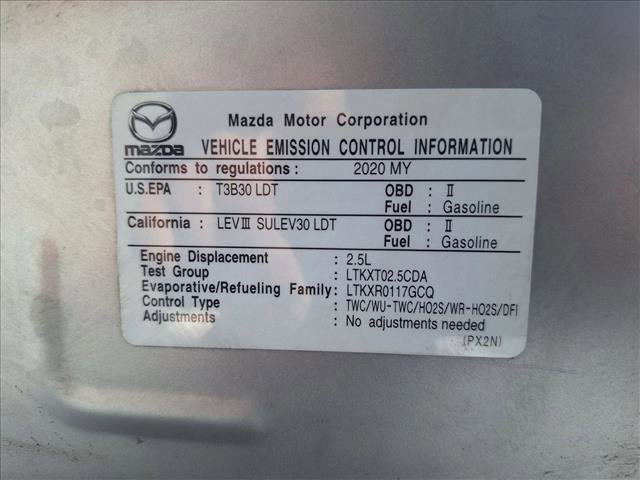 Mazda Motor Corporation
mazda VEHICLE EMISSION CONTROL INFORMATION
Conforms to regulations : 2020 MY
U.S.EPA : T3B30 LDT OBD : II
Fuel : Gasoline
California : LEVIII SULEV30 LDT OBD : II
Fuel : Gasoline
Engine Displacement : 2.5L
Test Group : LTKXT02.5CDA
Evaporative/Refueling Family: LTKXR0117GCQ
Control Type : TWC/WU-TWC/HO2S/WR-HO2S/DFI
Adjustments : No adjustments needed
(PX2N)